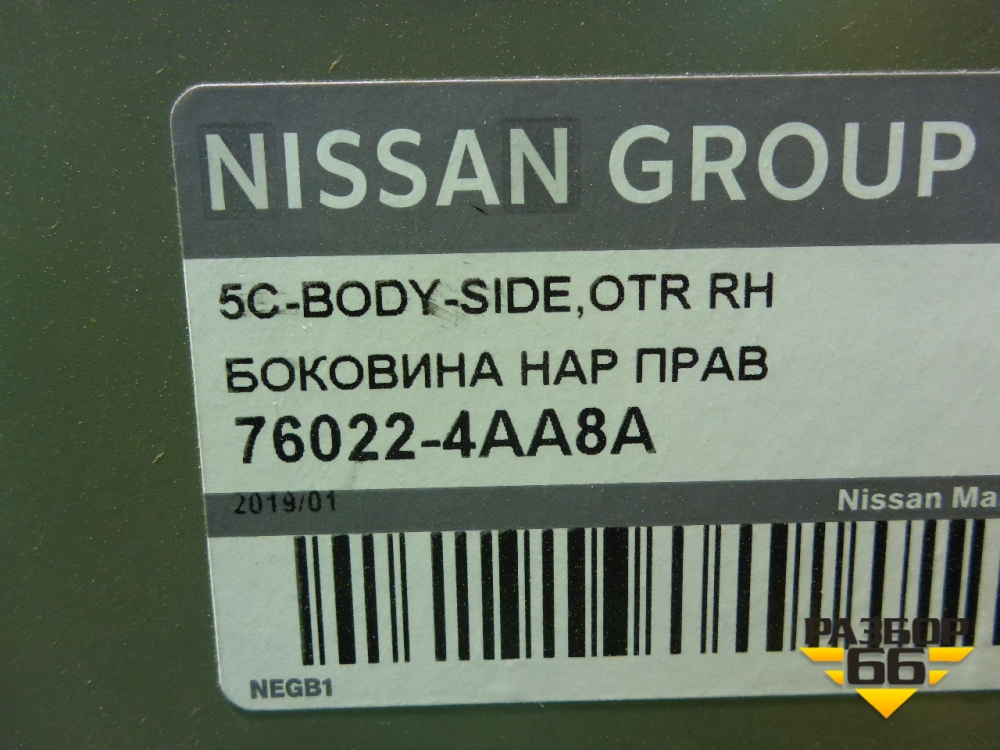 NISSAN GROUP
5C-BODY-SIDE,OTR RH
БОКОВИНА НАР ПРАВ
76022-4AA8A
2019/01
Nissan Ma
NEGB1
РАЗБОР
66